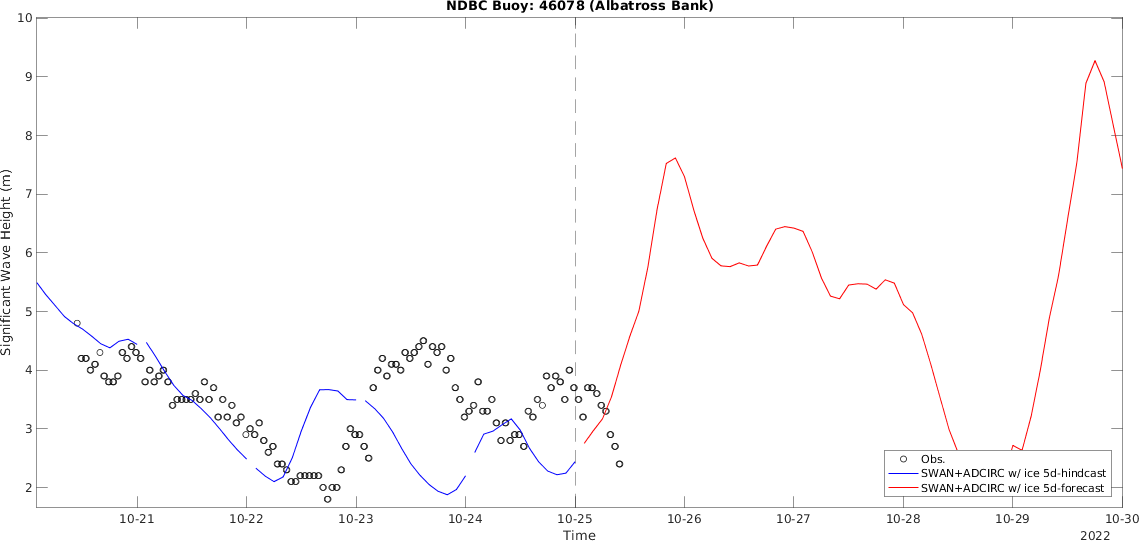 NDBC Buoy: 46078 (Albatross Bank)
10
9
8
7
6
5
4
3
2
Significant Wave Height (m)
Obs.
SWAN+ADCIRC w/ ice 5d-hindcast
SWAN+ADCIRC w/ ice 5d-forecast
10-21 10-22 10-23 10-24 10-25 10-26 10-27 10-28 10-29 10-30
Time
2022